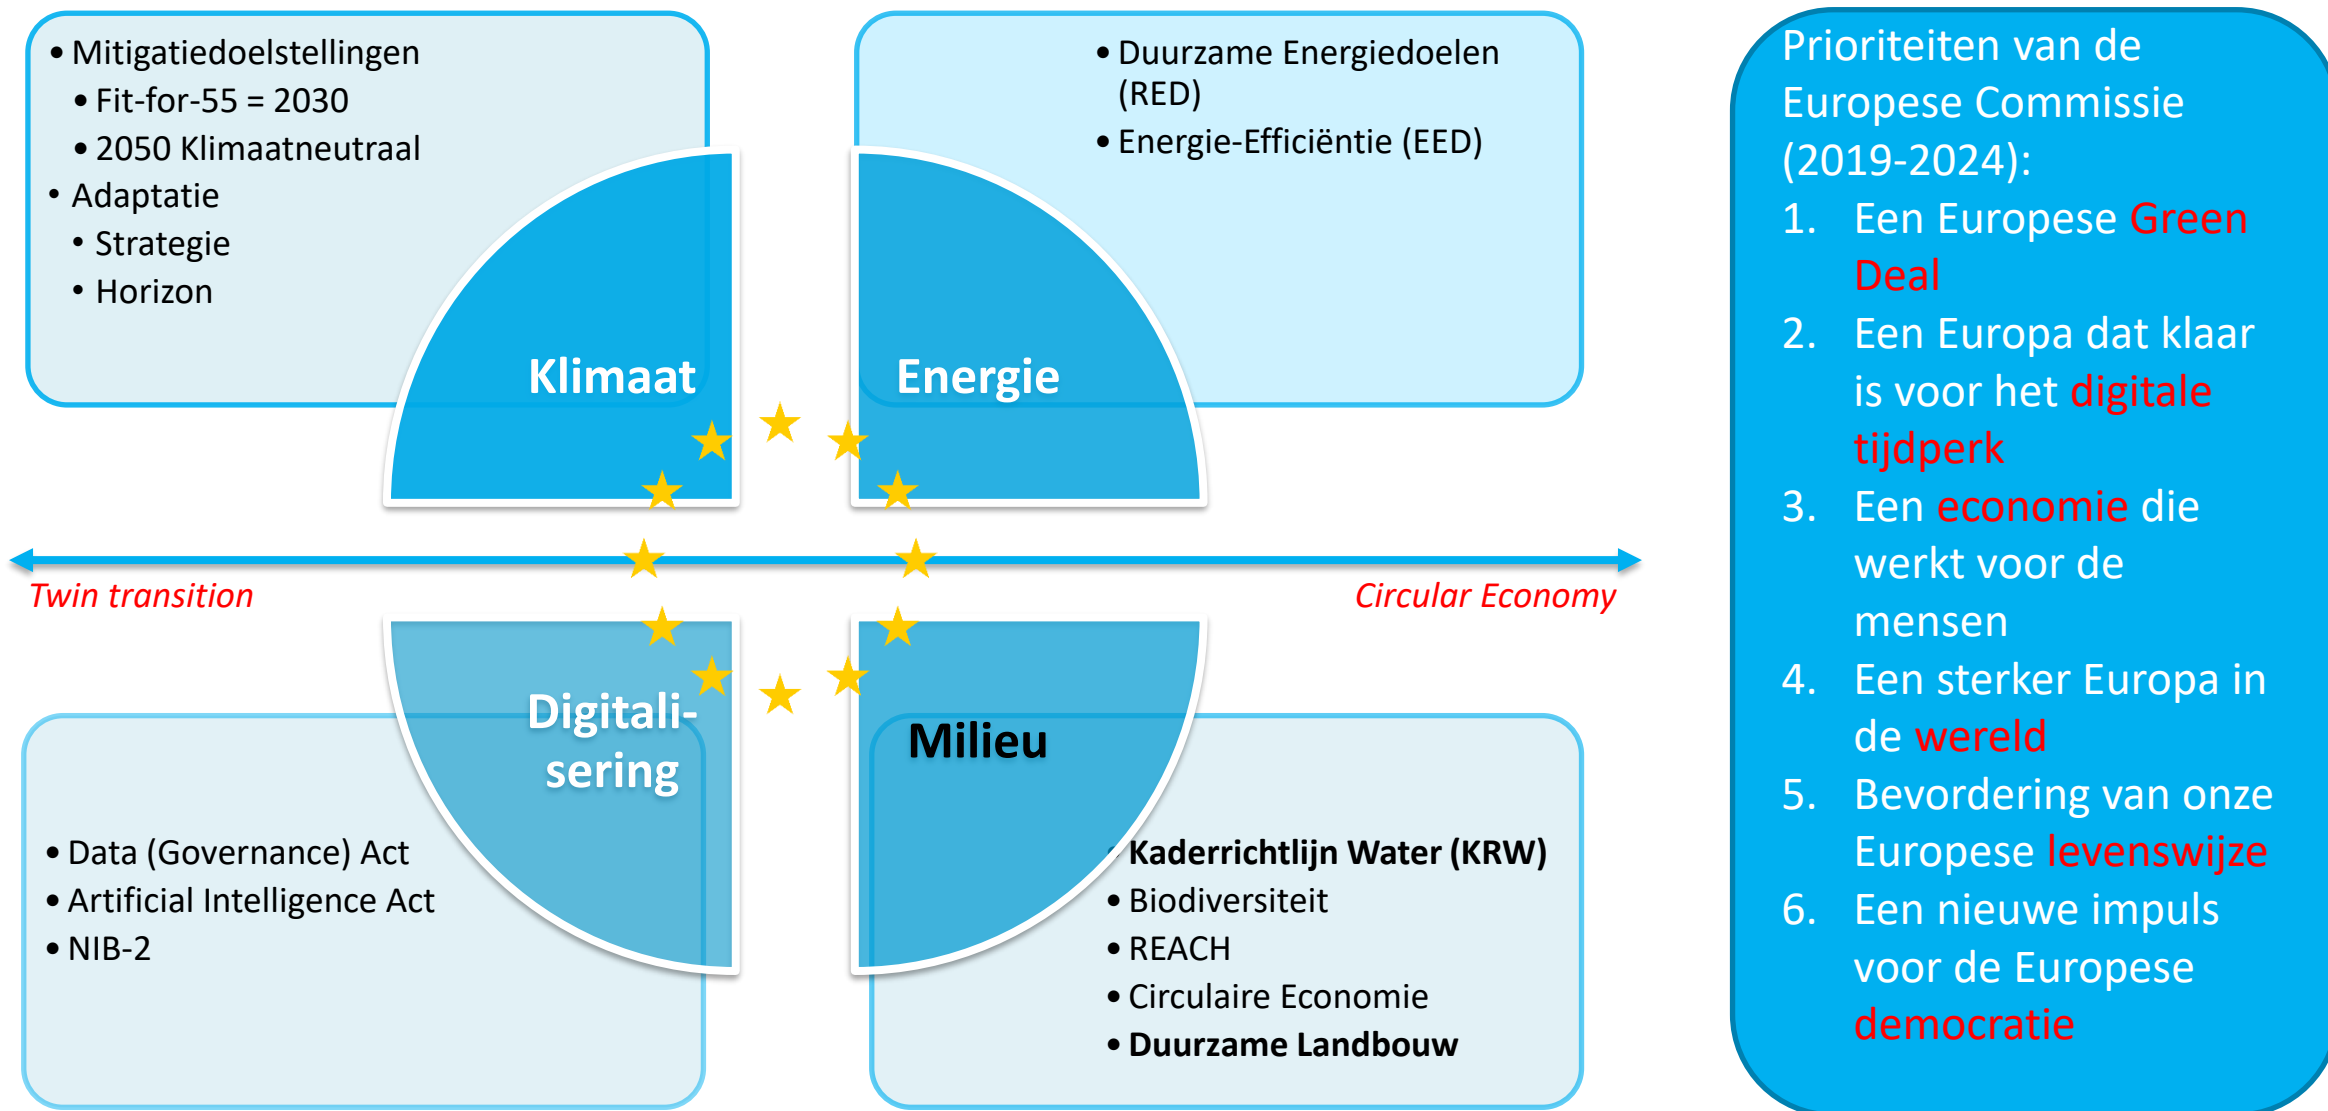 • Mitigatiedoelstellingen
• Fit-for-55 = 2030
• 2050 Klimaatneutraal
• Adaptatie
• Strategie
• Horizon
Klimaat
• Duurzame Energiedoelen
(RED)
• Energie-Efficiëntie (EED)
Energie
Twin transition
Circular Economy
Digitali-
sering
• Data (Governance) Act
• Artificial Intelligence Act
• NIB-2
Milieu
• Kaderrichtlijn Water (KRW)
• Biodiversiteit
• REACH
• Circulaire Economie
• Duurzame Landbouw
Prioriteiten van de
Europese Commissie
(2019-2024):
1. Een Europese Green
Deal
2. Een Europa dat klaar
is voor het digitale
tijdperk
3. Een economie die
werkt voor de
mensen
4. Een sterker Europa in
de wereld
5. Bevordering van onze
Europese levenswijze
6. Een nieuwe impuls
voor de Europese
democratie